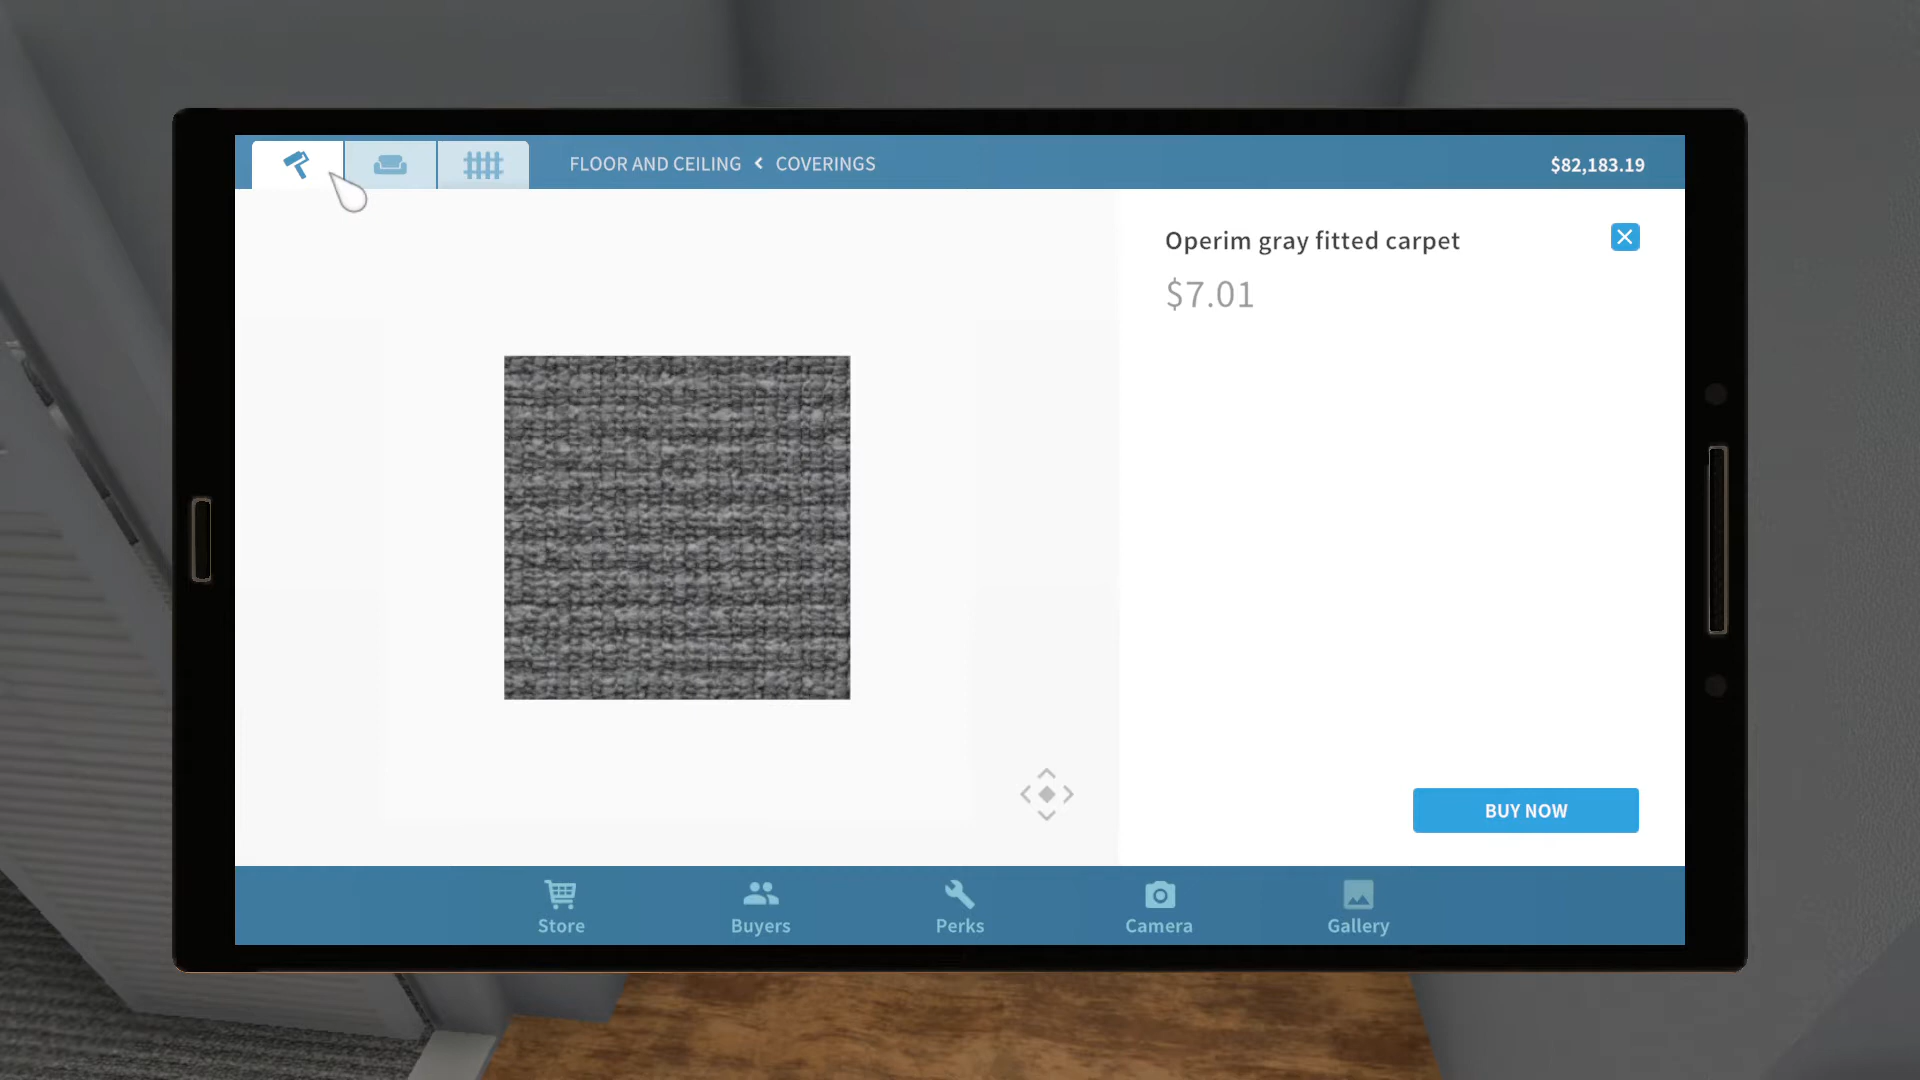 FLOOR AND CEILING < COVERINGS
$82,183.19
Operim gray fitted carpet
$7.01
BUY NOW
Store
Buyers
Perks
Camera
Gallery